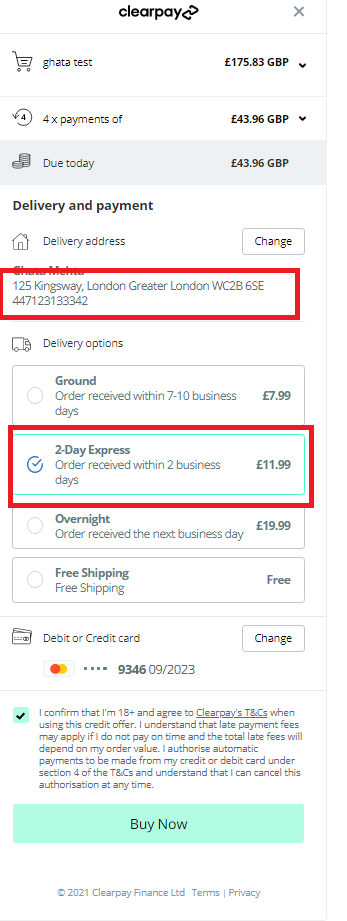 clearpay
ghata test £175.83 GBP
4
4 x payments of £43.96 GBP
Due today £43.96 GBP
Delivery and payment
Delivery address Change
Ghata Mehta
125 Kingsway, London Greater London WC2B 6SE
447123133342
Delivery options
Ground
Order received within 7-10 business £7.99
days
2-Day Express
Order received within 2 business £11.99
days
Overnight £19.99
Order received the next business day
Free Shipping Free
Free Shipping
Debit or Credit card Change
•••• 9346 09/2023
I confirm that I'm 18+ and agree to Clearpay's T&Cs when
using this credit offer. I understand that late payment fees
may apply if I do not pay on time and the total late fees will
depend on my order value. I authorise automatic
payments to be made from my credit or debit card under
section 4 of the T&Cs and understand that I can cancel this
authorisation at any time.
Buy Now
© 2021 Clearpay Finance Ltd Terms | Privacy